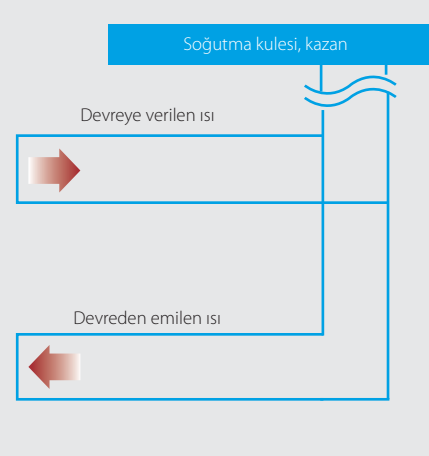 Soğutma kulesi, kazan
Devreye verilen ısı
Devreden emilen ısı